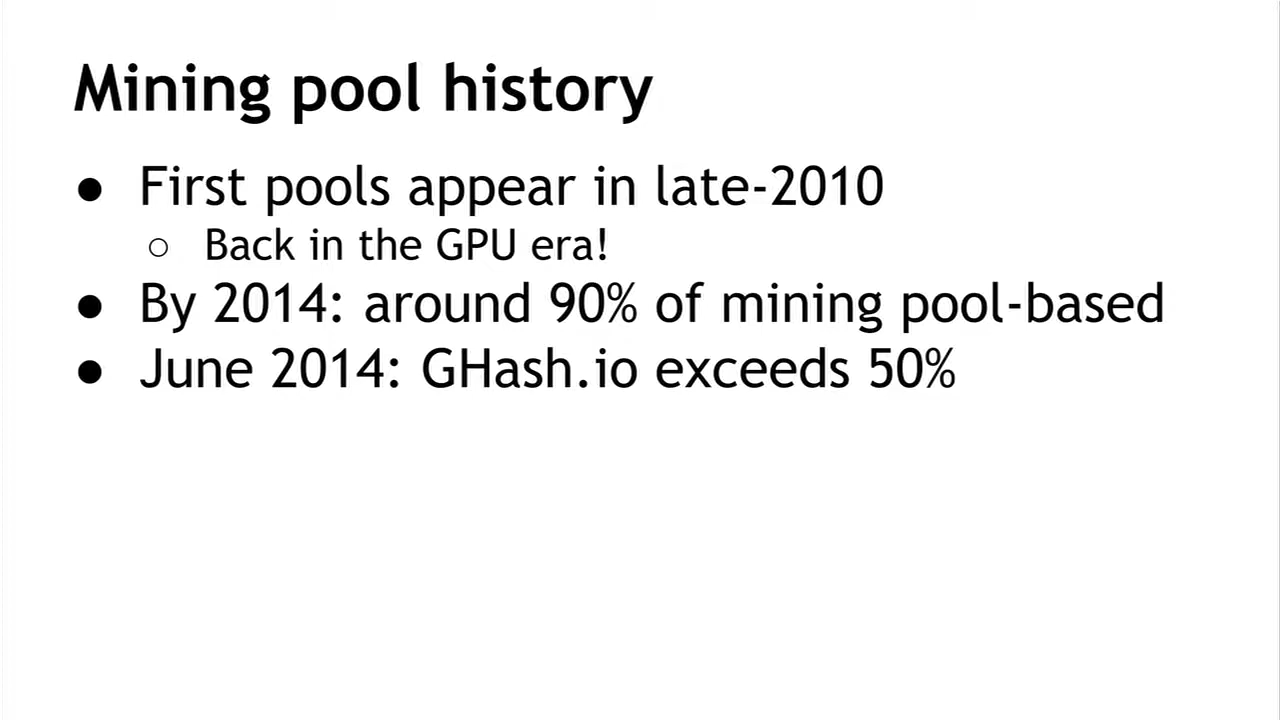 Mining pool history
● First pools appear in late-2010
○ Back in the GPU era!
● By 2014: around 90% of mining pool-based
● June 2014: GHash.io exceeds 50%